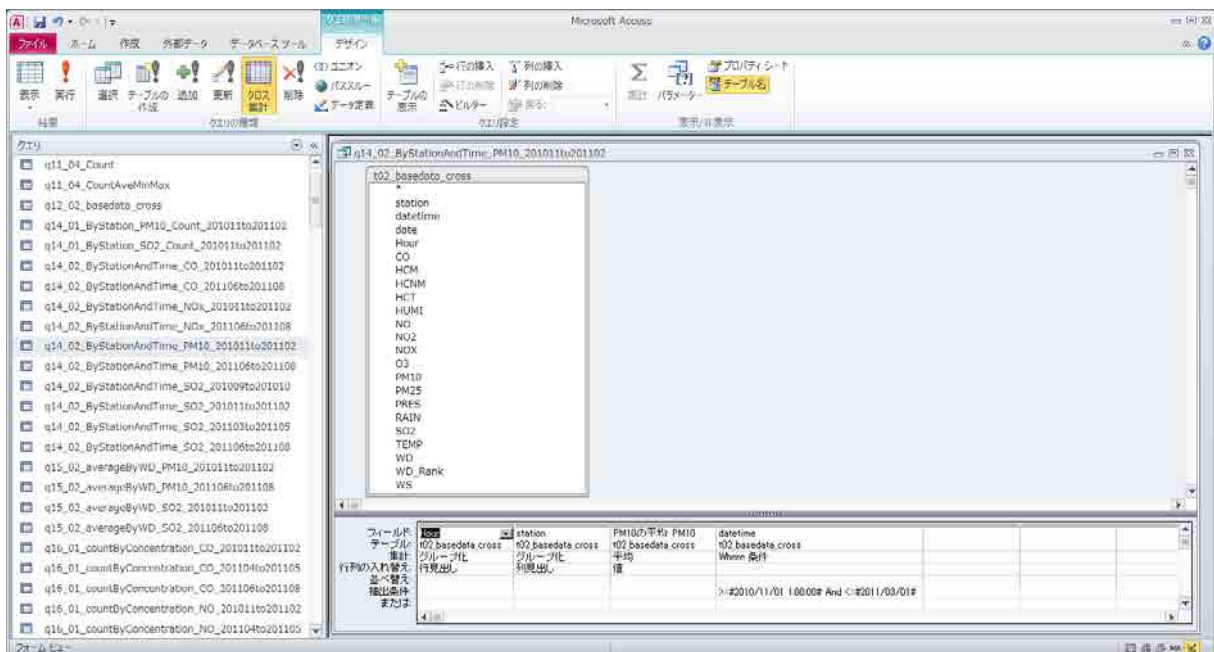 Microsoft Access
ファイル ホーム 作成 外部データ データベース ツール デザイン
表示 実行 選択 テーブルの作成 追加 更新 クロス集計 削除
ユニオン
パススルー
データ定義
テーブルの表示
行の挿入 列の挿入
行の削除 列の削除
ビルダー 戻る:
集計 パラメーター
プロパティ シート
テーブル名
結果 クエリの種類 クエリ設定 表示/非表示
クエリ
q11_04_Count
q11_04_CountAveMinMax
q12_02_basedata_cross
q14_01_ByStation_PM10_Count_201011to201102
q14_01_ByStation_SO2_Count_201011to201102
q14_02_ByStationAndTime_CO_201011to201102
q14_02_ByStationAndTime_CO_201106to201108
q14_02_ByStationAndTime_NOx_201011to201102
q14_02_ByStationAndTime_NOx_201106to201108
q14_02_ByStationAndTime_PM10_201011to201102
q14_02_ByStationAndTime_PM10_201106to201108
q14_02_ByStationAndTime_SO2_201009to201010
q14_02_ByStationAndTime_SO2_201011to201102
q14_02_ByStationAndTime_SO2_201103to201105
q14_02_ByStationAndTime_SO2_201106to201108
q15_02_averageByWD_PM10_201011to201102
q15_02_averageByWD_PM10_201106to201108
q15_02_averageByWD_SO2_201011to201102
q15_02_averageByWD_SO2_201106to201108
q16_01_countByConcentration_CO_201011to201102
q16_01_countByConcentration_CO_201104to201105
q16_01_countByConcentration_CO_201106to201108
q16_01_countByConcentration_NO_201011to201102
q16_01_countByConcentration_NO_201104to201105
q14_02_ByStationAndTime_PM10_201011to201102
t02_basedata_cross
*
station
datetime
date
Hour
CO
HCM
HCNM
HCT
HUMI
NO
NO2
NOX
O3
PM10
PM25
PRES
RAIN
SO2
TEMP
WD
WD_Rank
WS
フィールド: Hour station PM10の平均: PM10 datetime
テーブル: t02_basedata_cross t02_basedata_cross t02_basedata_cross t02_basedata_cross
集計: グループ化 グループ化 平均 Where 条件
行列の入れ替え: 行見出し 列見出し 値
並べ替え:
抽出条件: >=#2010/11/01 1:00:00# And <=#2011/03/01#
または:
フォーム ビュー